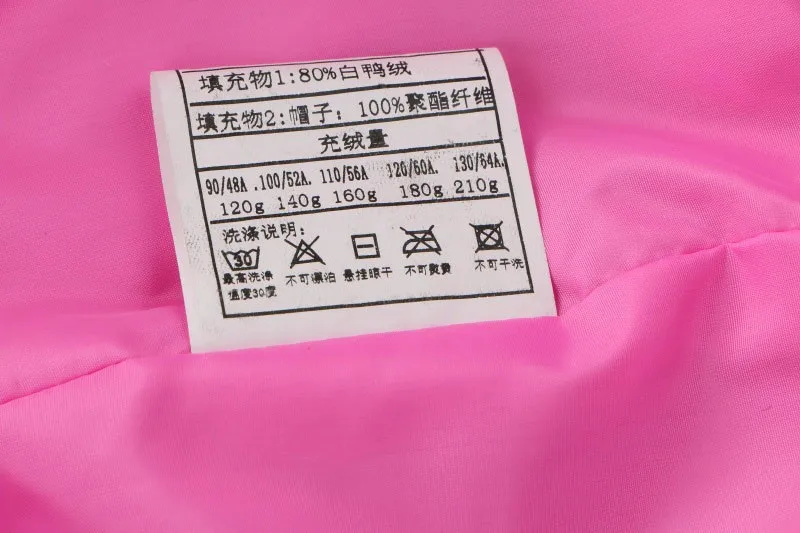 填充物1:80%白鸭绒
填充物2:帽子：100%聚酯纤维
充绒量
90/48A .100/52A. 110/56A 120/60A. 130/64A.
120g 140g 160g 180g 210g
洗涤说明:
30
最高洗涤 不可漂泊 悬挂晾干 不可熨烫 不可干洗
温度30度